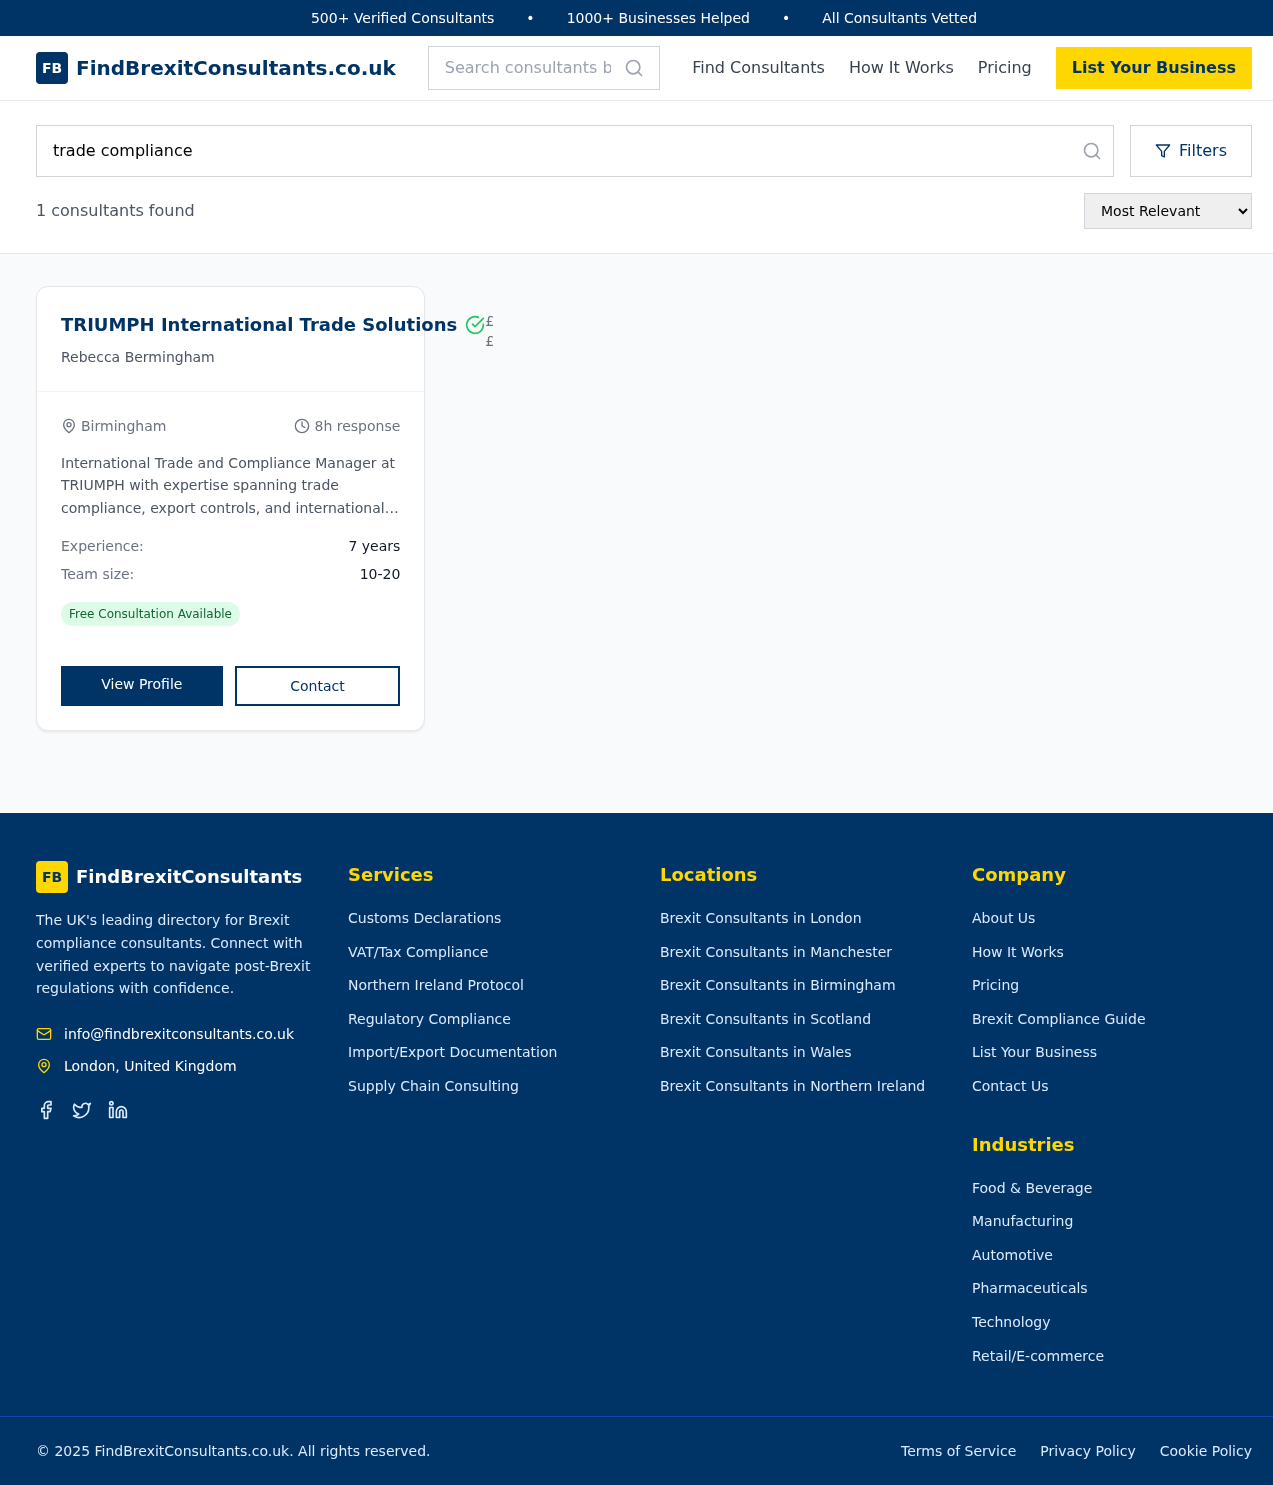 500+ Verified Consultants • 1000+ Businesses Helped • All Consultants Vetted
FB FindBrexitConsultants.co.uk
Search consultants b
Find Consultants How It Works Pricing List Your Business
trade compliance
Filters
1 consultants found
Most Relevant
TRIUMPH International Trade Solutions
££
Rebecca Bermingham
Birmingham 8h response
International Trade and Compliance Manager at
TRIUMPH with expertise spanning trade
compliance, export controls, and international...
Experience: 7 years
Team size: 10-20
Free Consultation Available
View Profile Contact
FB FindBrexitConsultants
The UK's leading directory for Brexit
compliance consultants. Connect with
verified experts to navigate post-Brexit
regulations with confidence.
info@findbrexitconsultants.co.uk
London, United Kingdom
Services
Customs Declarations
VAT/Tax Compliance
Northern Ireland Protocol
Regulatory Compliance
Import/Export Documentation
Supply Chain Consulting
Locations
Brexit Consultants in London
Brexit Consultants in Manchester
Brexit Consultants in Birmingham
Brexit Consultants in Scotland
Brexit Consultants in Wales
Brexit Consultants in Northern Ireland
Company
About Us
How It Works
Pricing
Brexit Compliance Guide
List Your Business
Contact Us
Industries
Food & Beverage
Manufacturing
Automotive
Pharmaceuticals
Technology
Retail/E-commerce
© 2025 FindBrexitConsultants.co.uk. All rights reserved.
Terms of Service Privacy Policy Cookie Policy